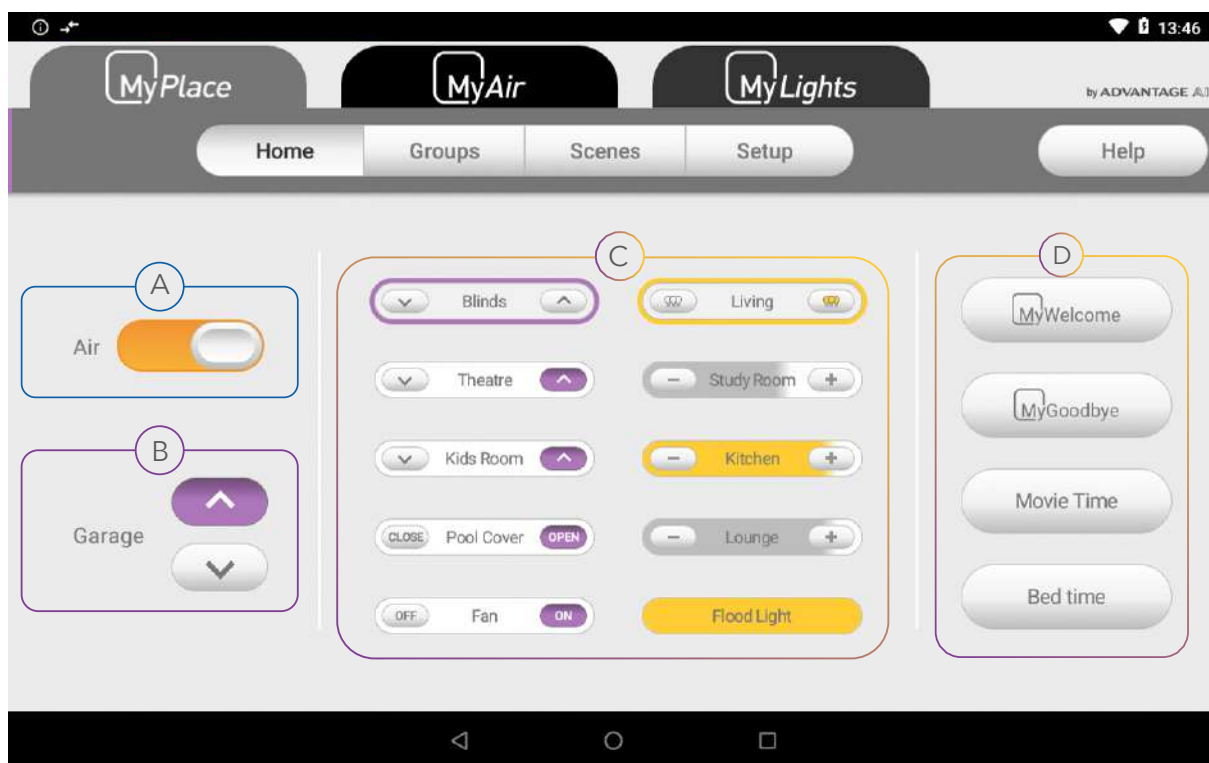 13:46
MyPlace
MyAir
MyLights
by ADVANTAGE
Home
Groups
Scenes
Setup
Help
A
Air
B
Garage
C
Blinds
Living
Theatre
Study Room
Kids Room
Kitchen
CLOSE Pool Cover OPEN
Lounge
OFF Fan ON
Flood Light
D
MyWelcome
MyGoodbye
Movie Time
Bed time